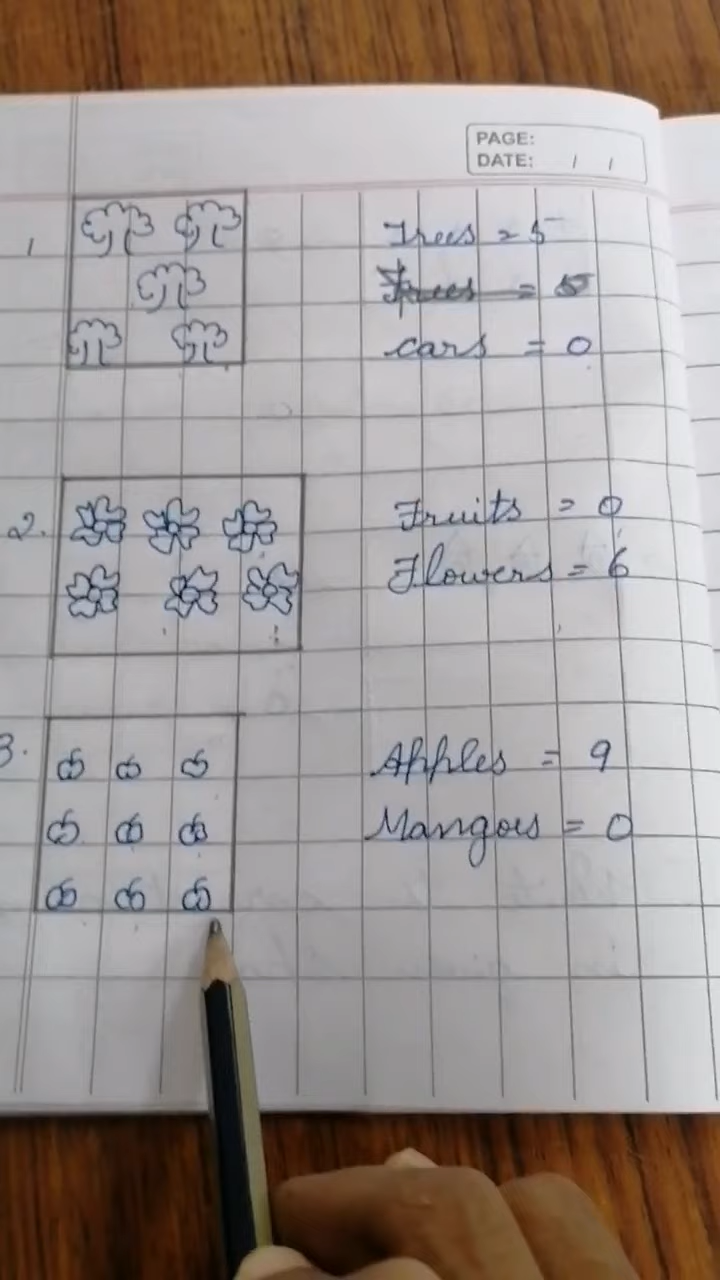 PAGE:
DATE: / /
1
Trees = 5
Trees = 5
cars = 0
2.
Fruits = 0
Flowers = 6
3.
Apples = 9
Mangoes = 0